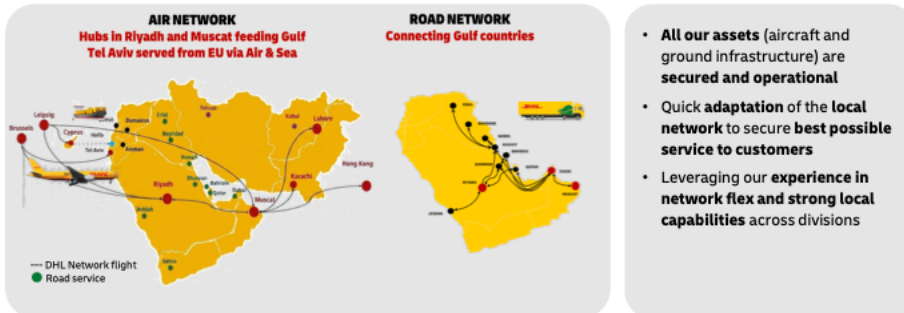 AIR NETWORK
Hubs in Riyadh and Muscat feeding Gulf
Tel Aviv served from EU via Air & Sea
Tehran
Leipzig
Erbil
Kabul
Lahore
Damascus
Brussels
Cyprus
Haifa
Baghdad
Amman
Tel Aviv
Hong Kong
Dhahran
Bahrain
Karachi
Riyadh
Qatar
Dubai
Muscat
Jeddah
---- DHL Network flight
Road service
ROAD NETWORK
Connecting Gulf countries
• All our assets (aircraft and
ground infrastructure) are
secured and operational
• Quick adaptation of the local
network to secure best possible
service to customers
• Leveraging our experience in
network flex and strong local
capabilities across divisions